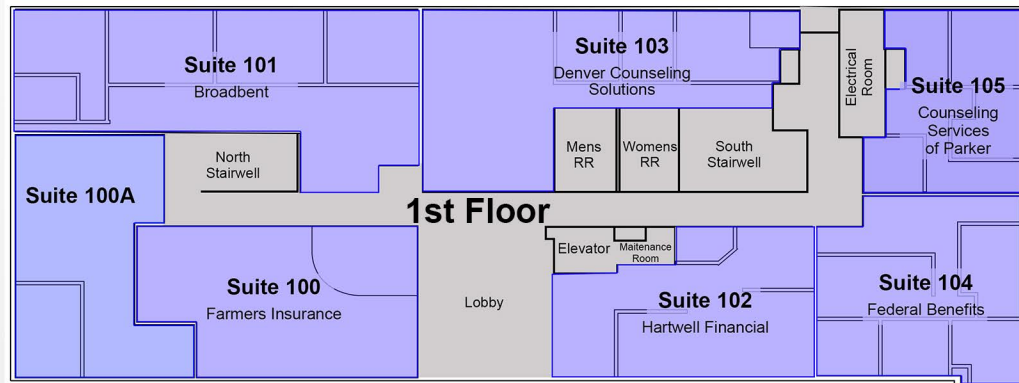 Suite 101
Broadbent
Suite 103
Denver Counseling
Solutions
Electrical
Room
Suite 105
Counseling
Services
of Parker
North
Stairwell
Mens
RR
Womens
RR
South
Stairwell
Suite 100A
1st Floor
Elevator
Maitenance
Room
Suite 100
Farmers Insurance
Lobby
Suite 102
Hartwell Financial
Suite 104
Federal Benefits